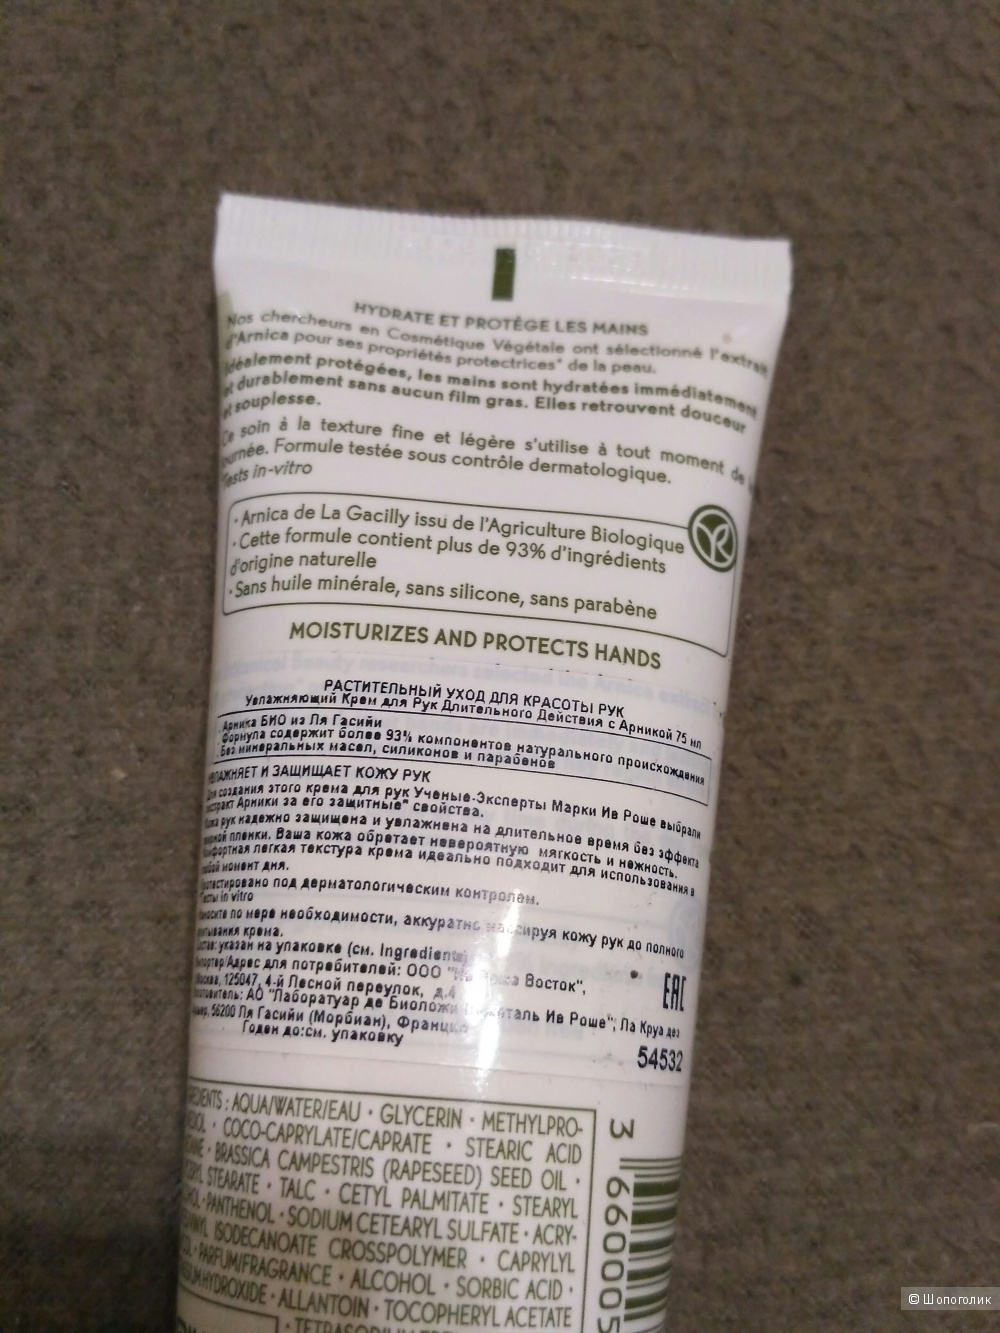 HYDRATE ET PROTÈGE LES MAINS
Nos chercheurs en Cosmétique Végétale ont sélectionné l'extrait
d'Arnica pour ses propriétés protectrices* de la peau.
Idéalement protégées, les mains sont hydratées immédiatement
et durablement sans aucun film gras. Elles retrouvent douceur
et souplesse.
Ce soin à la texture fine et légère s'utilise à tout moment de
journée. Formule testée sous contrôle dermatologique.
Tests in-vitro
· Arnica de La Gacilly issu de l'Agriculture Biologique
· Cette formule contient plus de 93% d'ingrédients
d'origine naturelle
· Sans huile minérale, sans silicone, sans parabène
MOISTURIZES AND PROTECTS HANDS
РАСТИТЕЛЬНЫЙ УХОД ДЛЯ КРАСОТЫ РУК
Увлажняющий Крем для Рук Длительного Действия с Арникой 75 мл
Арника БИО из Ля Гасийи
формула содержит более 93% компонентов натурального происхождения
Без минеральных масел, силиконов и парабенов
УВЛАЖНЯЕТ И ЗАЩИЩАЕТ КОЖУ РУК
Для создания этого крема для рук Ученые-Эксперты Марки Ив Роше выбрали
экстракт Арники за его защитные* свойства.
Кожа рук надежно защищена и увлажнена на длительное время без эффекта
жирной пленки. Ваша кожа обретает невероятную мягкость и нежность.
Комфортная легкая текстура крема идеально подходит для использования в
любой момент дня.
Протестировано под дерматологическим контролем.
Тесты in vitro
Наносите по мере необходимости, аккуратно массируя кожу рук до полного
впитывания крема.
Состав: указан на упаковке (см. Ingredients)
Импортер/Адрес для потребителей: ООО "Ив Роше Восток",
Москва, 125047, 4-й Лесной переулок, д.4
Изготовитель: АО "Лаборатуар де Биоложи Вежеталь Ив Роше"; Ла Круа дез
56200 Ля Гасийи (Морбиан), Франция
Годен до:см. упаковку
EAC
54532
INGREDIENTS : AQUA/WATER/EAU · GLYCERIN · METHYLPRO-
· COCO-CAPRYLATE/CAPRATE · STEARIC ACID
· BRASSICA CAMPESTRIS (RAPESEED) SEED OIL ·
STEARATE · TALC · CETYL PALMITATE · STEARYL
· PANTHENOL · SODIUM CETEARYL SULFATE · ACRY-
ISODECANOATE CROSSPOLYMER · CAPRYLYL
· PARFUM/FRAGRANCE · ALCOHOL · SORBIC ACID ·
HYDROXIDE · ALLANTOIN · TOCOPHERYL ACETATE
3 660005
© Шопоголик